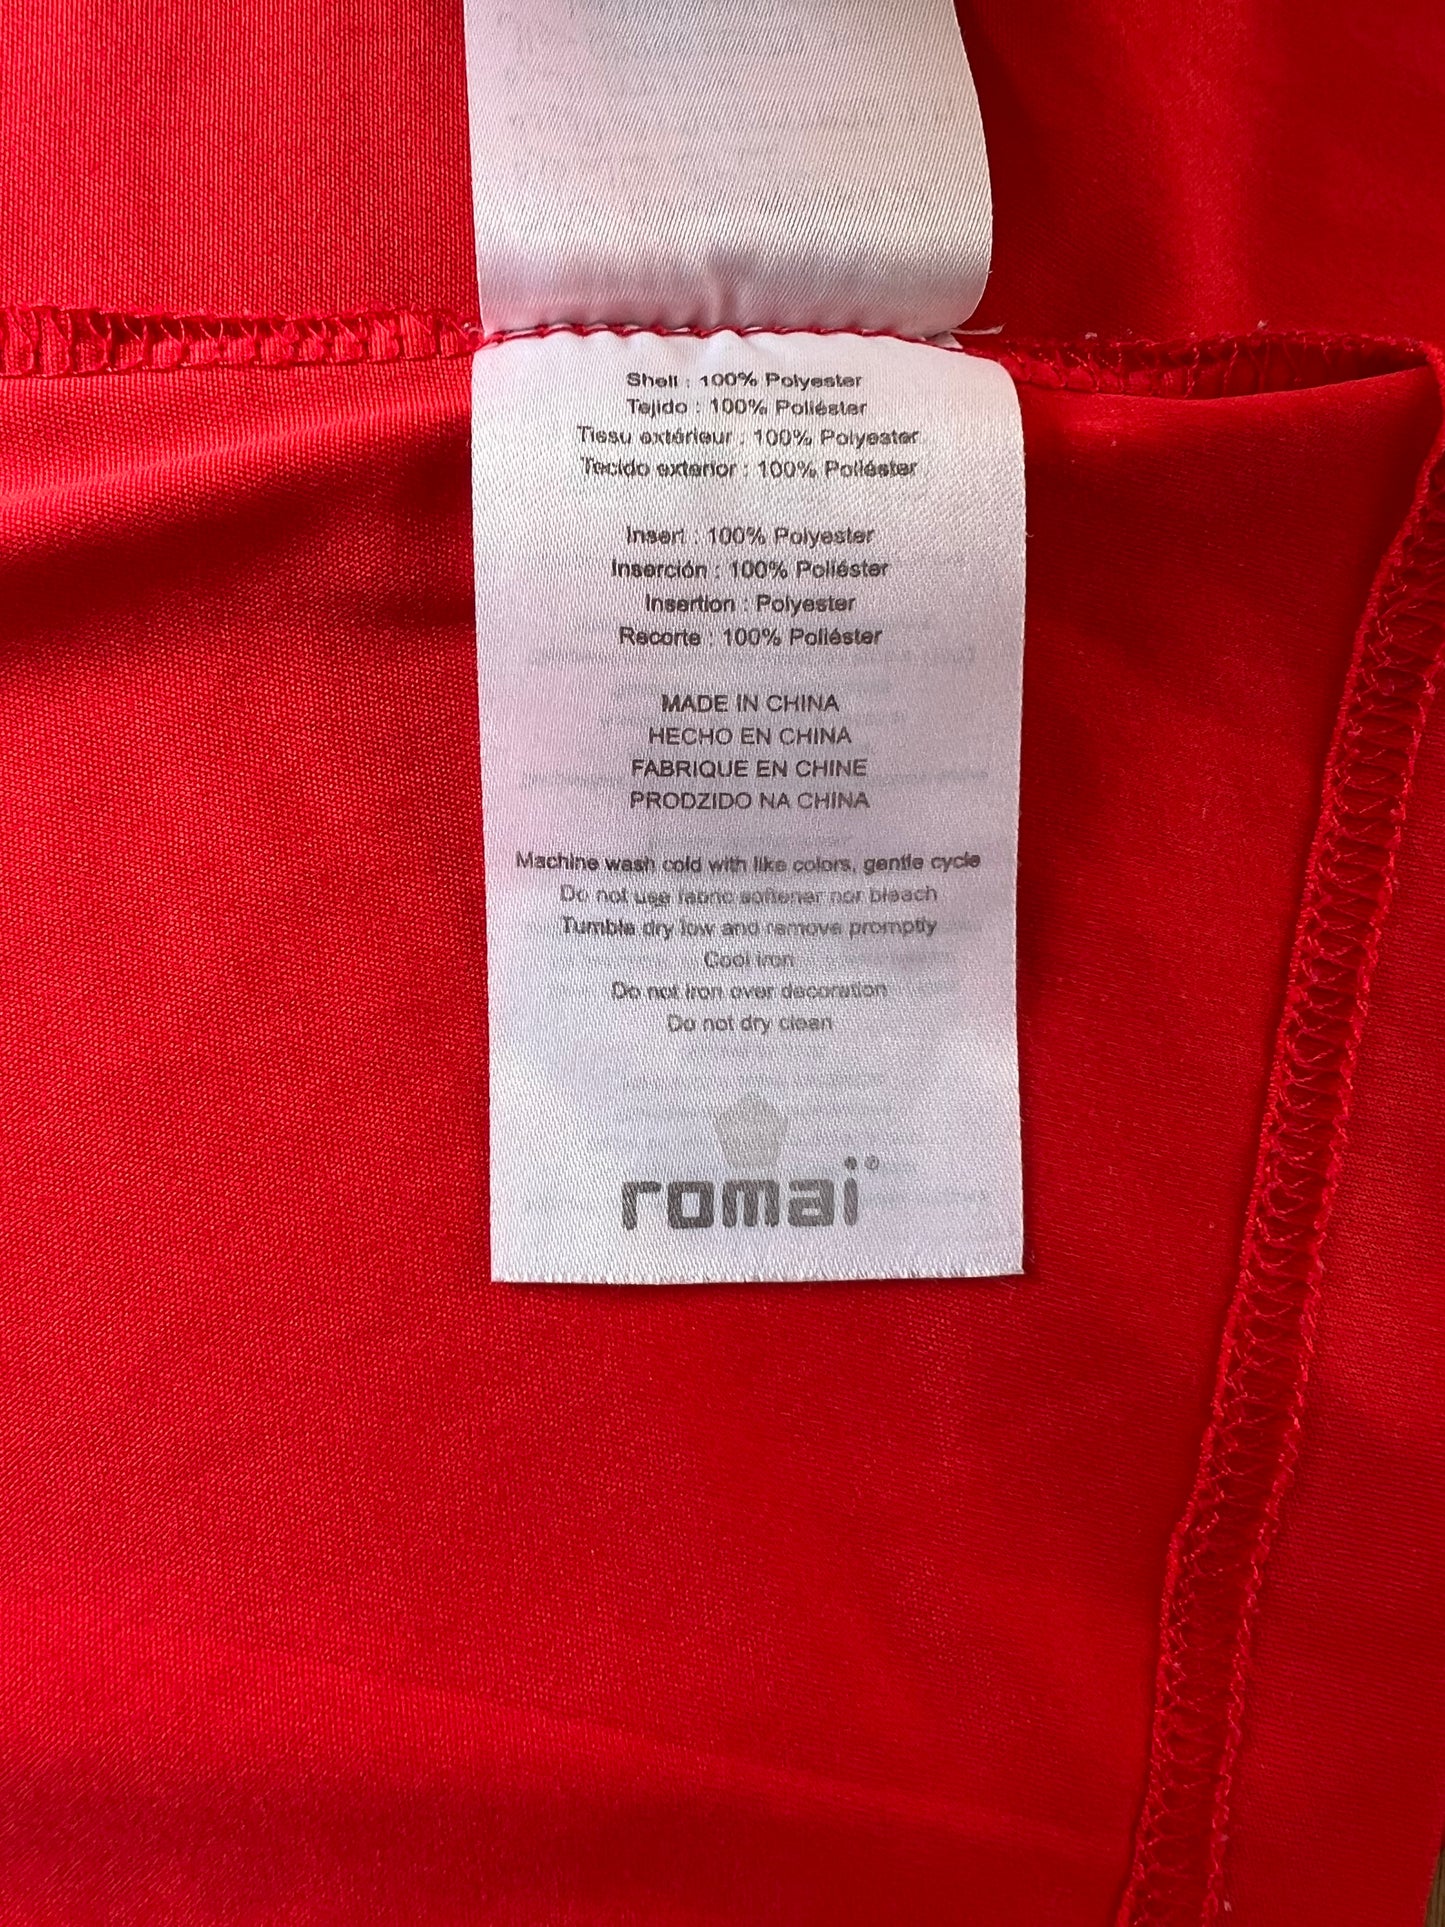 Shell : 100% Polyester
Tejido : 100% Poliéster
Tissu extérieur : 100% Polyester
Tecido exterior : 100% Poliéster
Insert : 100% Polyester
Inserción : 100% Poliéster
Insertion : Polyester
Recorte : 100% Poliéster
MADE IN CHINA
HECHO EN CHINA
FABRIQUE EN CHINE
PRODZIDO NA CHINA
Machine wash cold with like colors, gentle cycle
Do not use fabric softener nor bleach
Tumble dry low and remove promptly
Cool iron
Do not iron over decoration
Do not dry clean
romai